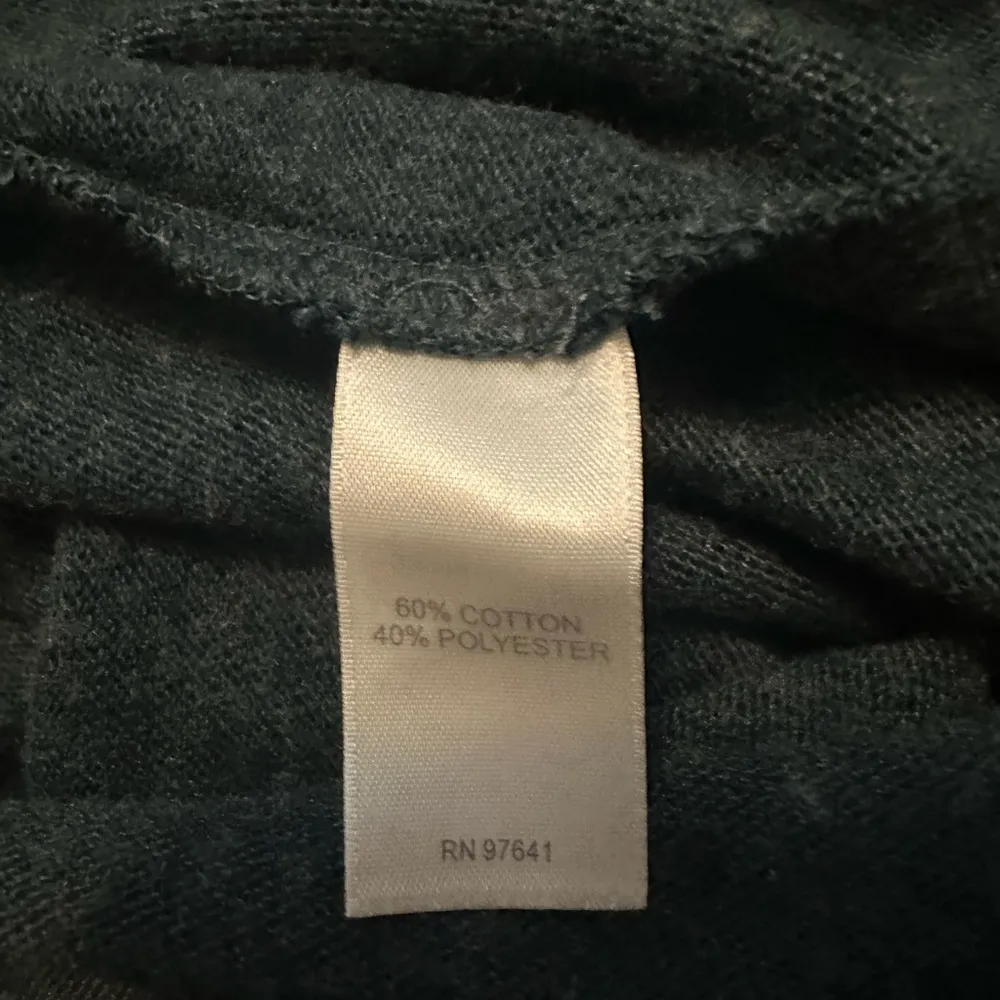 60% COTTON
40% POLYESTER
RN 97641